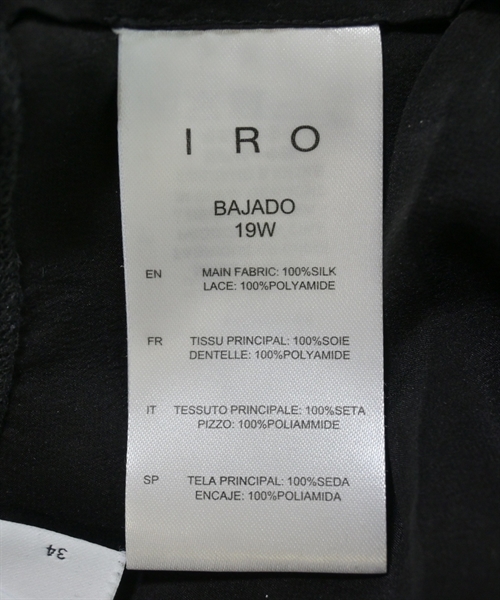 I R O
BAJADO
19W
EN MAIN FABRIC: 100%SILK
LACE: 100%POLYAMIDE
FR TISSU PRINCIPAL: 100%SOIE
DENTELLE: 100%POLYAMIDE
IT TESSUTO PRINCIPALE: 100%SETA
PIZZO: 100%POLIAMMIDE
SP TELA PRINCIPAL: 100%SEDA
ENCAJE: 100%POLIAMIDA
34